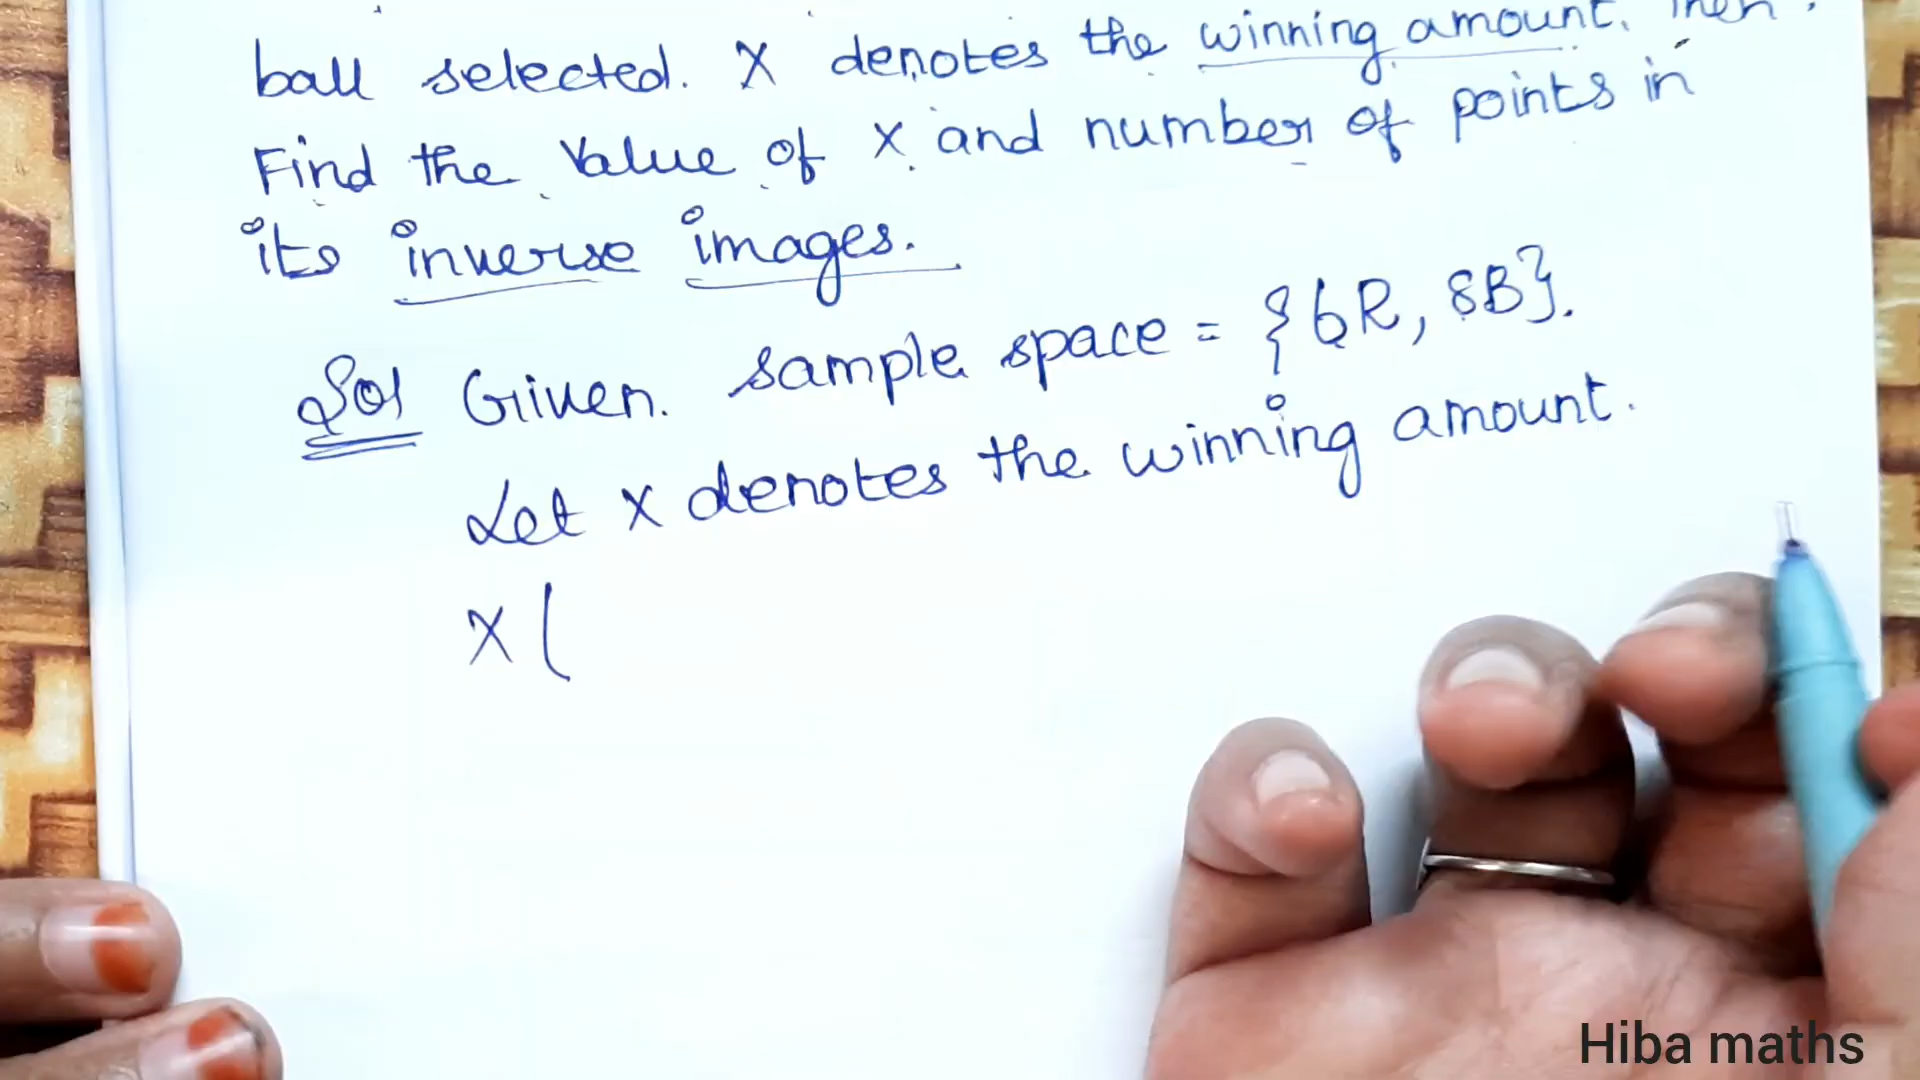 ball selected. X denotes the winning amount. Then
Find the Value of X and number of points in
its inverse images.
Sol Given. Sample space = {6R, 8B}.
Let X denotes the winning amount.
X (
Hiba maths